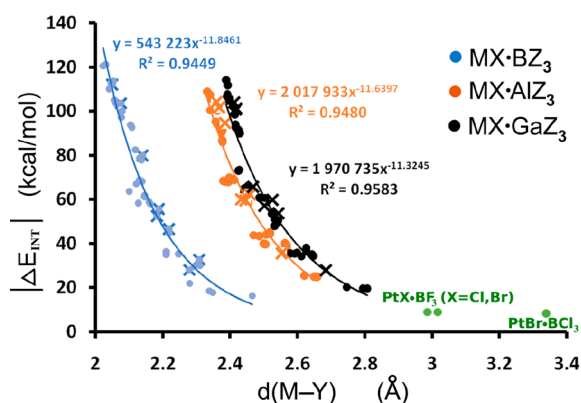 140
120
100
80
60
40
20
0
|ΔE_INT| (kcal/mol)
y = 543 223x^-11.8461
R² = 0.9449
y = 2 017 933x^-11.6397
R² = 0.9480
y = 1 970 735x^-11.3245
R² = 0.9583
MX•BZ₃
MX•AlZ₃
MX•GaZ₃
PtX•BF₃ (X=Cl,Br)
PtBr•BCl₃
2 2.2 2.4 2.6 2.8 3 3.2 3.4
d(M–Y) (Å)